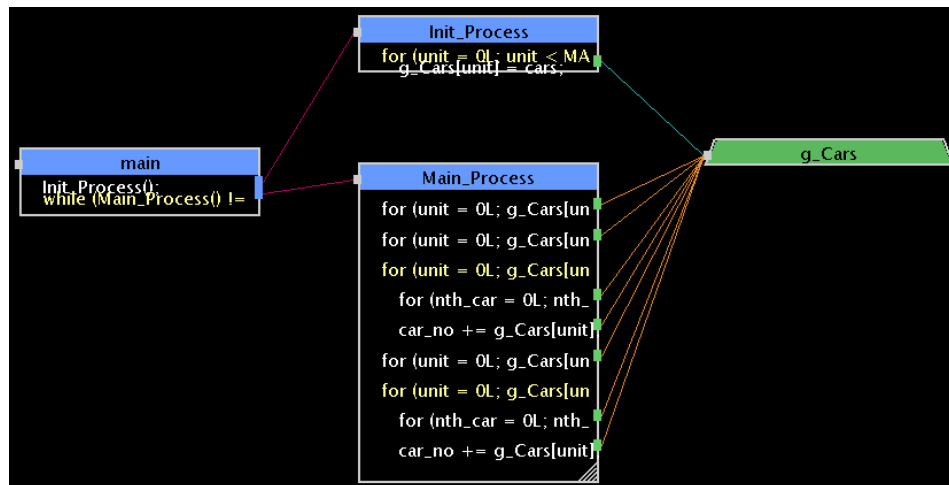 Init_Process
for (unit = 0L; unit < MA
g_Cars[unit] = cars;
main
Init_Process();
while (Main_Process() !=
Main_Process
for (unit = 0L; g_Cars[un
for (unit = 0L; g_Cars[un
for (unit = 0L; g_Cars[un
for (nth_car = 0L; nth_
car_no += g_Cars[unit]
for (unit = 0L; g_Cars[un
for (unit = 0L; g_Cars[un
for (nth_car = 0L; nth_
car_no += g_Cars[unit]
g_Cars